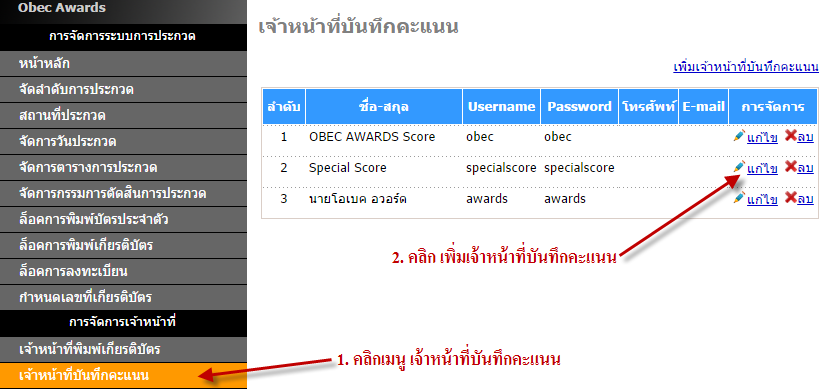 Obec Awards
การจัดการระบบการประกวด
หน้าหลัก
จัดลำดับการประกวด
สถานที่ประกวด
จัดการวันประกวด
จัดการตารางการประกวด
จัดการกรรมการตัดสินการประกวด
ล็อคการพิมพ์บัตรประจำตัว
ล็อคการพิมพ์เกียรติบัตร
ล็อคการลงทะเบียน
กำหนดเลขที่เกียรติบัตร
การจัดการเจ้าหน้าที่
เจ้าหน้าที่พิมพ์เกียรติบัตร
เจ้าหน้าที่บันทึกคะแนน
เจ้าหน้าที่บันทึกคะแนน
เพิ่มเจ้าหน้าที่บันทึกคะแนน
ลำดับ ชื่อ-สกุล Username Password โทรศัพท์ E-mail การจัดการ
1 OBEC AWARDS Score obec obec แก้ไข ลบ
2 Special Score specialscore specialscore แก้ไข ลบ
3 นายโอเบค อวอร์ด awards awards แก้ไข ลบ
2. คลิก เพิ่มเจ้าหน้าที่บันทึกคะแนน
1. คลิกเมนู เจ้าหน้าที่บันทึกคะแนน